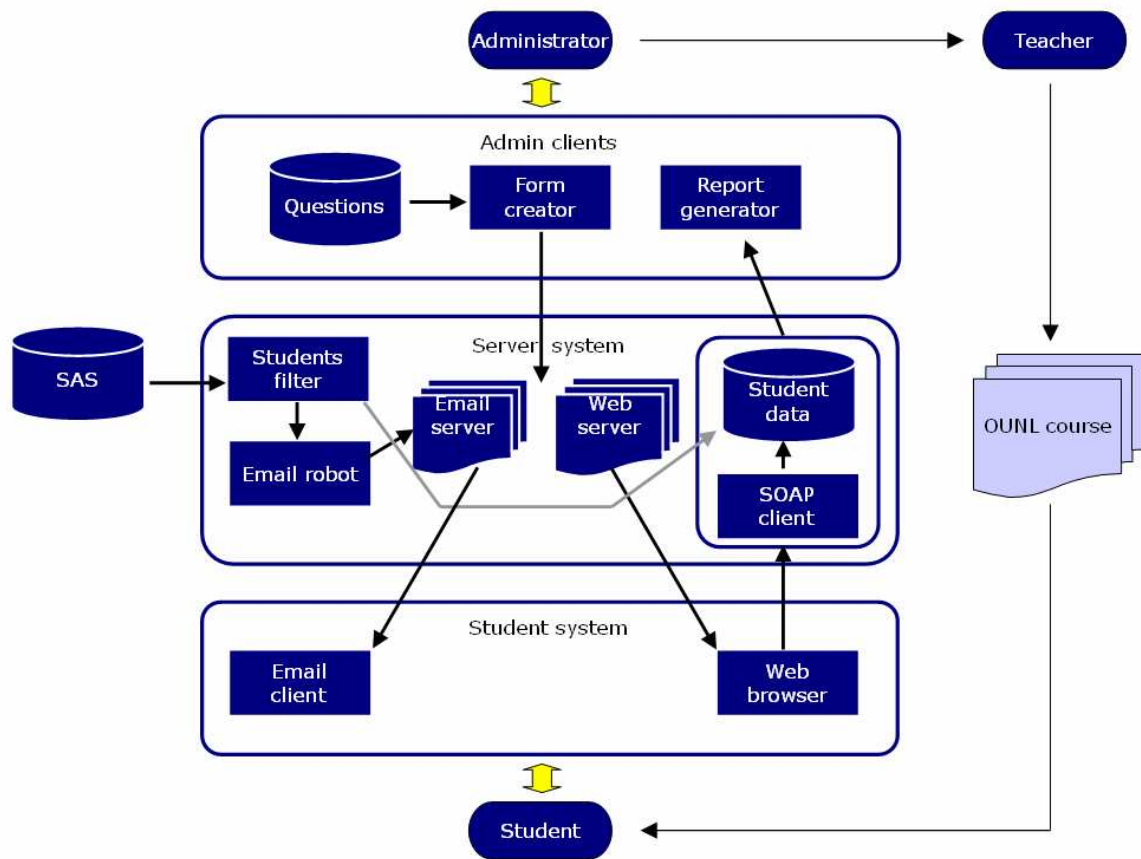 Administrator
Teacher
Admin clients
Questions
Form
creator
Report
generator
SAS
Server system
Students
filter
Email
server
Web
server
Student
data
OUNL course
Email robot
SOAP
client
Student system
Email
client
Web
browser
Student